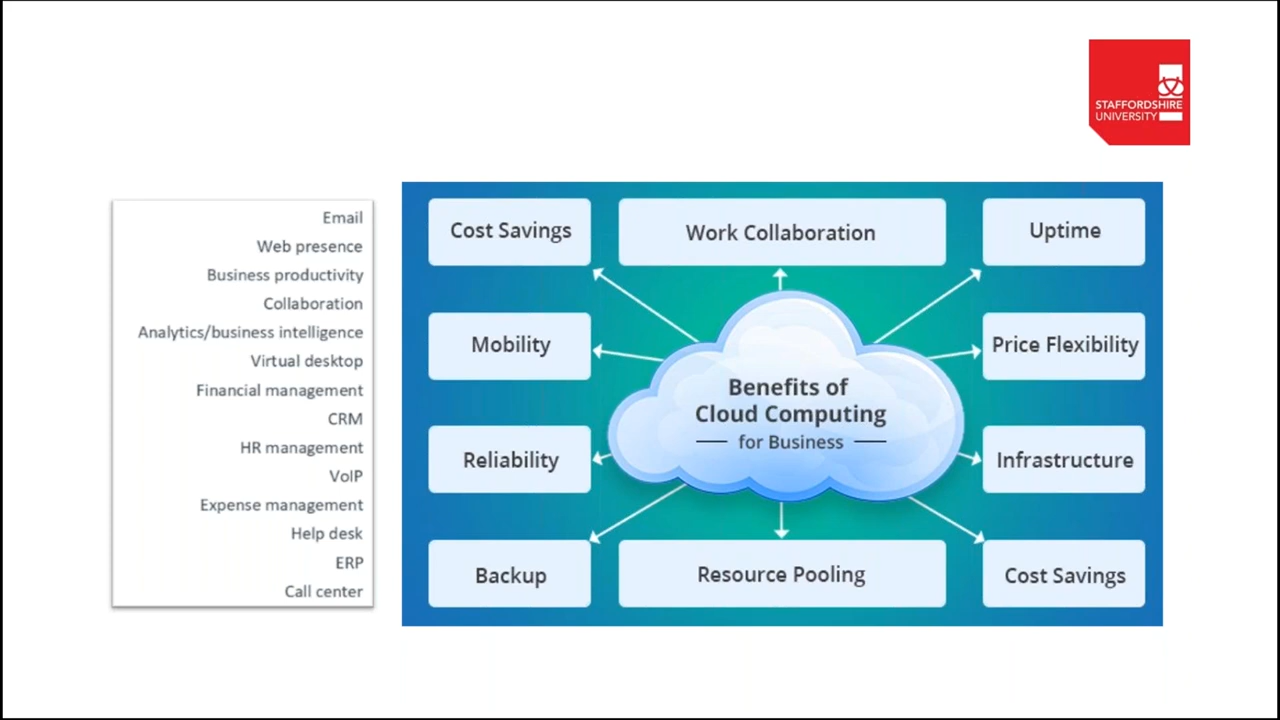 STAFFORDSHIRE
UNIVERSITY
Email
Web presence
Business productivity
Collaboration
Analytics/business intelligence
Virtual desktop
Financial management
CRM
HR management
VoIP
Expense management
Help desk
ERP
Call center
Cost Savings
Work Collaboration
Uptime
Mobility
Price Flexibility
Benefits of
Cloud Computing
for Business
Reliability
Infrastructure
Backup
Resource Pooling
Cost Savings